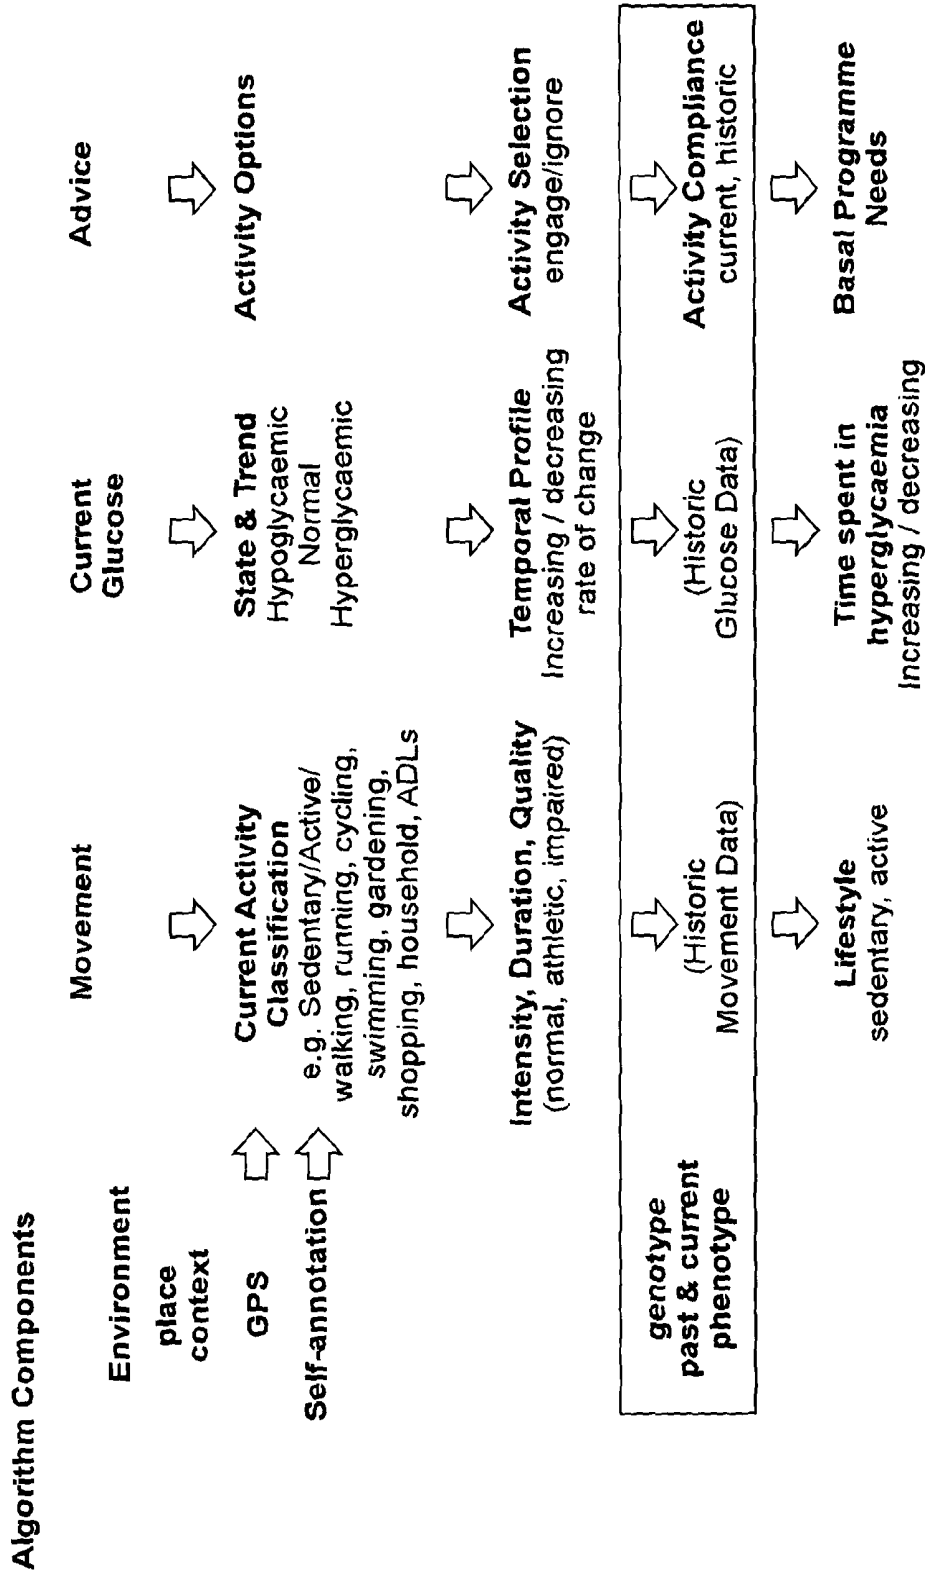 Algorithm Components
Environment
place
context
GPS
Self-annotation
genotype
past & current
phenotype
Movement
Current Activity
Classification
e.g. Sedentary/Active/
walking, running, cycling,
swimming, gardening,
shopping, household, ADLs
Intensity, Duration, Quality
(normal, athletic, impaired)
(Historic
Movement Data)
Lifestyle
sedentary, active
Current
Glucose
State & Trend
Hypoglycaemic
Normal
Hyperglycaemic
Temporal Profile
Increasing / decreasing
rate of change
(Historic
Glucose Data)
Time spent in
hyperglycaemia
Increasing / decreasing
Advice
Activity Options
Activity Selection
engage/ignore
Activity Compliance
current, historic
Basal Programme
Needs